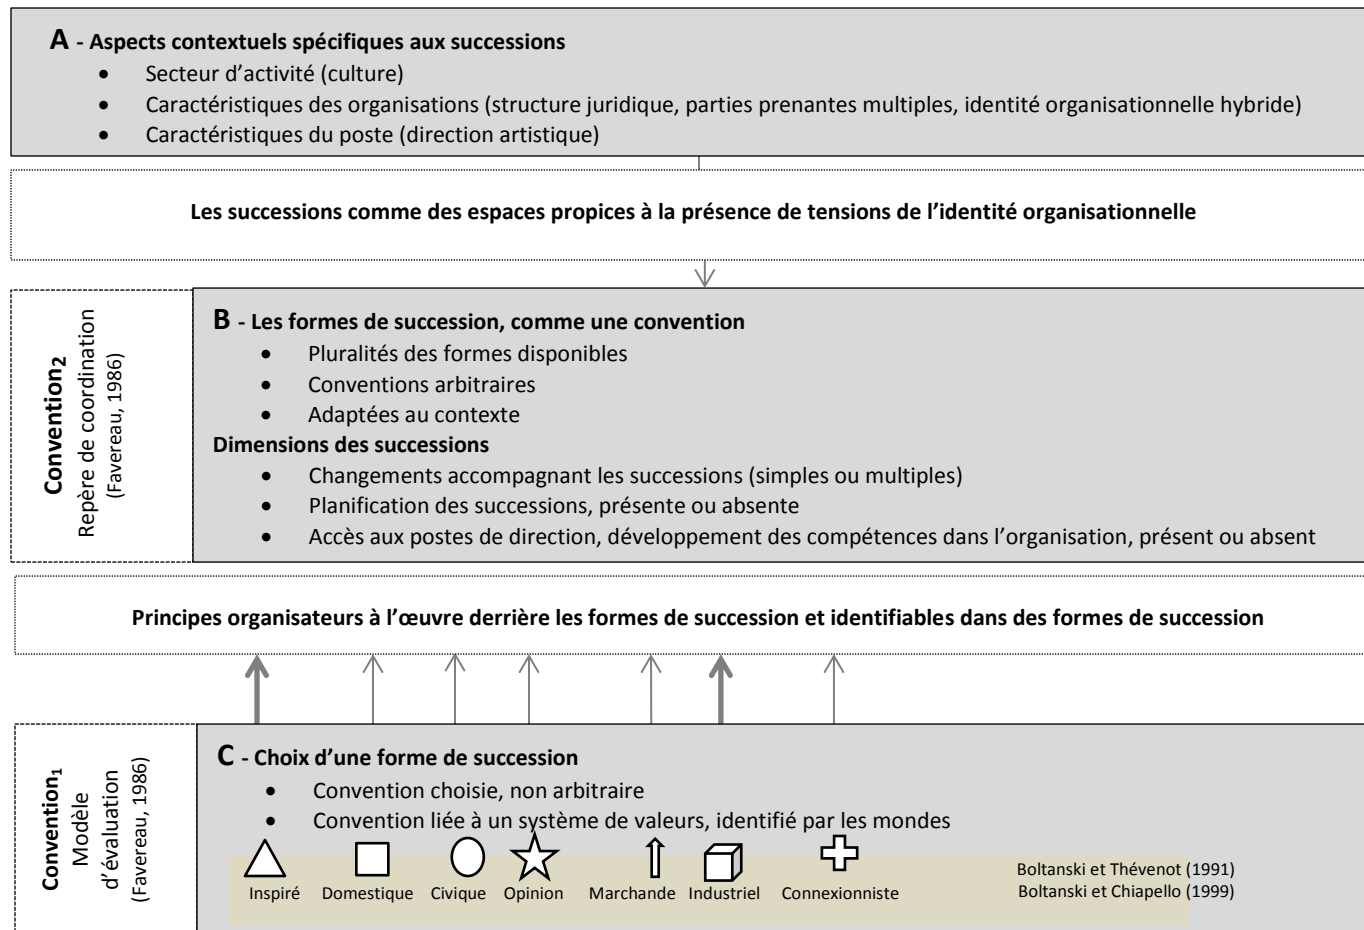 A - Aspects contextuels spécifiques aux successions
• Secteur d’activité (culture)
• Caractéristiques des organisations (structure juridique, parties prenantes multiples, identité organisationnelle hybride)
• Caractéristiques du poste (direction artistique)
Les successions comme des espaces propices à la présence de tensions de l’identité organisationnelle
Convention2
Repère de coordination
(Favereau, 1986)
B - Les formes de succession, comme une convention
• Pluralités des formes disponibles
• Conventions arbitraires
• Adaptées au contexte
Dimensions des successions
• Changements accompagnant les successions (simples ou multiples)
• Planification des successions, présente ou absente
• Accès aux postes de direction, développement des compétences dans l’organisation, présent ou absent
Principes organisateurs à l’œuvre derrière les formes de succession et identifiables dans des formes de succession
Convention1
Modèle
d’évaluation
(Favereau, 1986)
C - Choix d’une forme de succession
• Convention choisie, non arbitraire
• Convention liée à un système de valeurs, identifié par les mondes
Inspiré Domestique Civique Opinion Marchande Industriel Connexionniste
Boltanski et Thévenot (1991)
Boltanski et Chiapello (1999)